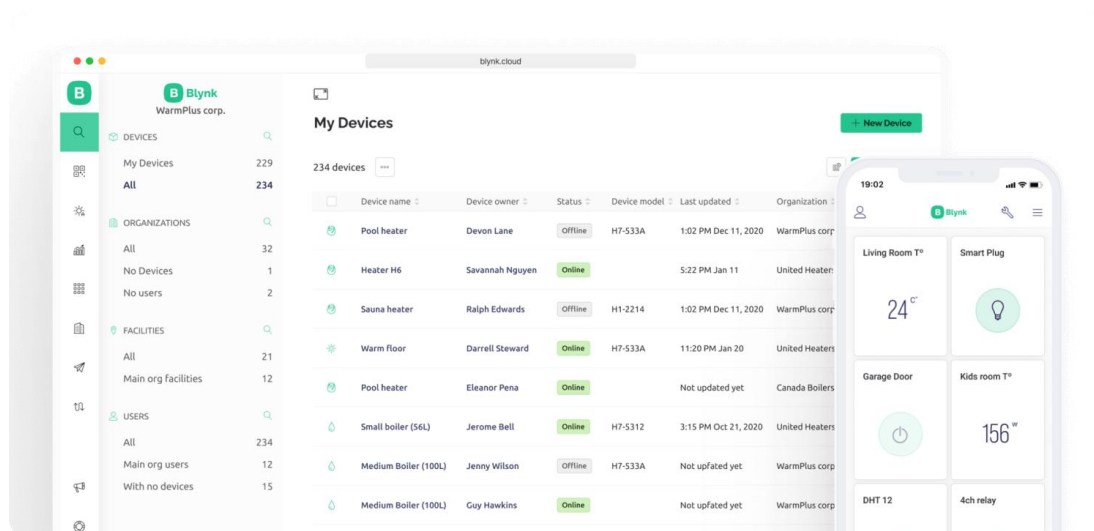 blynk.cloud
B
B Blynk
WarmPlus corp.
DEVICES
My Devices 229
All 234
ORGANIZATIONS
All 32
No Devices 1
No users 2
FACILITIES
All 21
Main org facilities 12
USERS
All 234
Main org users 12
With no devices 15
My Devices
+ New Device
234 devices
Device name Device owner Status Device model Last updated Organization
Pool heater Devon Lane Offline H7-533A 1:02 PM Dec 11, 2020 WarmPlus corp
Heater H6 Savannah Nguyen Online 5:22 PM Jan 11 United Heaters
Sauna heater Ralph Edwards Offline H1-2214 1:02 PM Dec 11, 2020 WarmPlus corp
Warm floor Darrell Steward Online H7-533A 11:20 PM Jan 20 United Heaters
Pool heater Eleanor Pena Online Not updated yet Canada Boilers
Small boiler (56L) Jerome Bell Online H7-5312 3:15 PM Oct 21, 2020 United Heaters
Medium Boiler (100L) Jenny Wilson Offline H7-533A Not upfated yet WarmPlus corp
Medium Boiler (100L) Guy Hawkins Online Not upfated yet WarmPlus corp
19:02
B Blynk
Living Room T° Smart Plug
24 c°
Garage Door Kids room T°
156 w
DHT 12 4ch relay